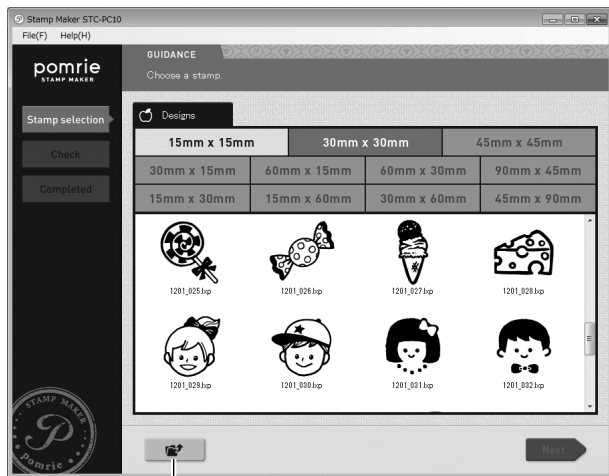 Stamp Maker STC-PC10
File(F) Help(H)
pomrie
STAMP MAKER
GUIDANCE
Choose a stamp.
Stamp selection
Check
Completed
Designs
15mm x 15mm 30mm x 30mm 45mm x 45mm
30mm x 15mm 60mm x 15mm 60mm x 30mm 90mm x 45mm
15mm x 30mm 15mm x 60mm 30mm x 60mm 45mm x 90mm
1201_025.lxp 1201_026.lxp 1201_027.lxp 1201_028.lxp
1201_029.lxp 1201_030.lxp 1201_031.lxp 1201_032.lxp
STAMP MAKER
Pomrie
Next